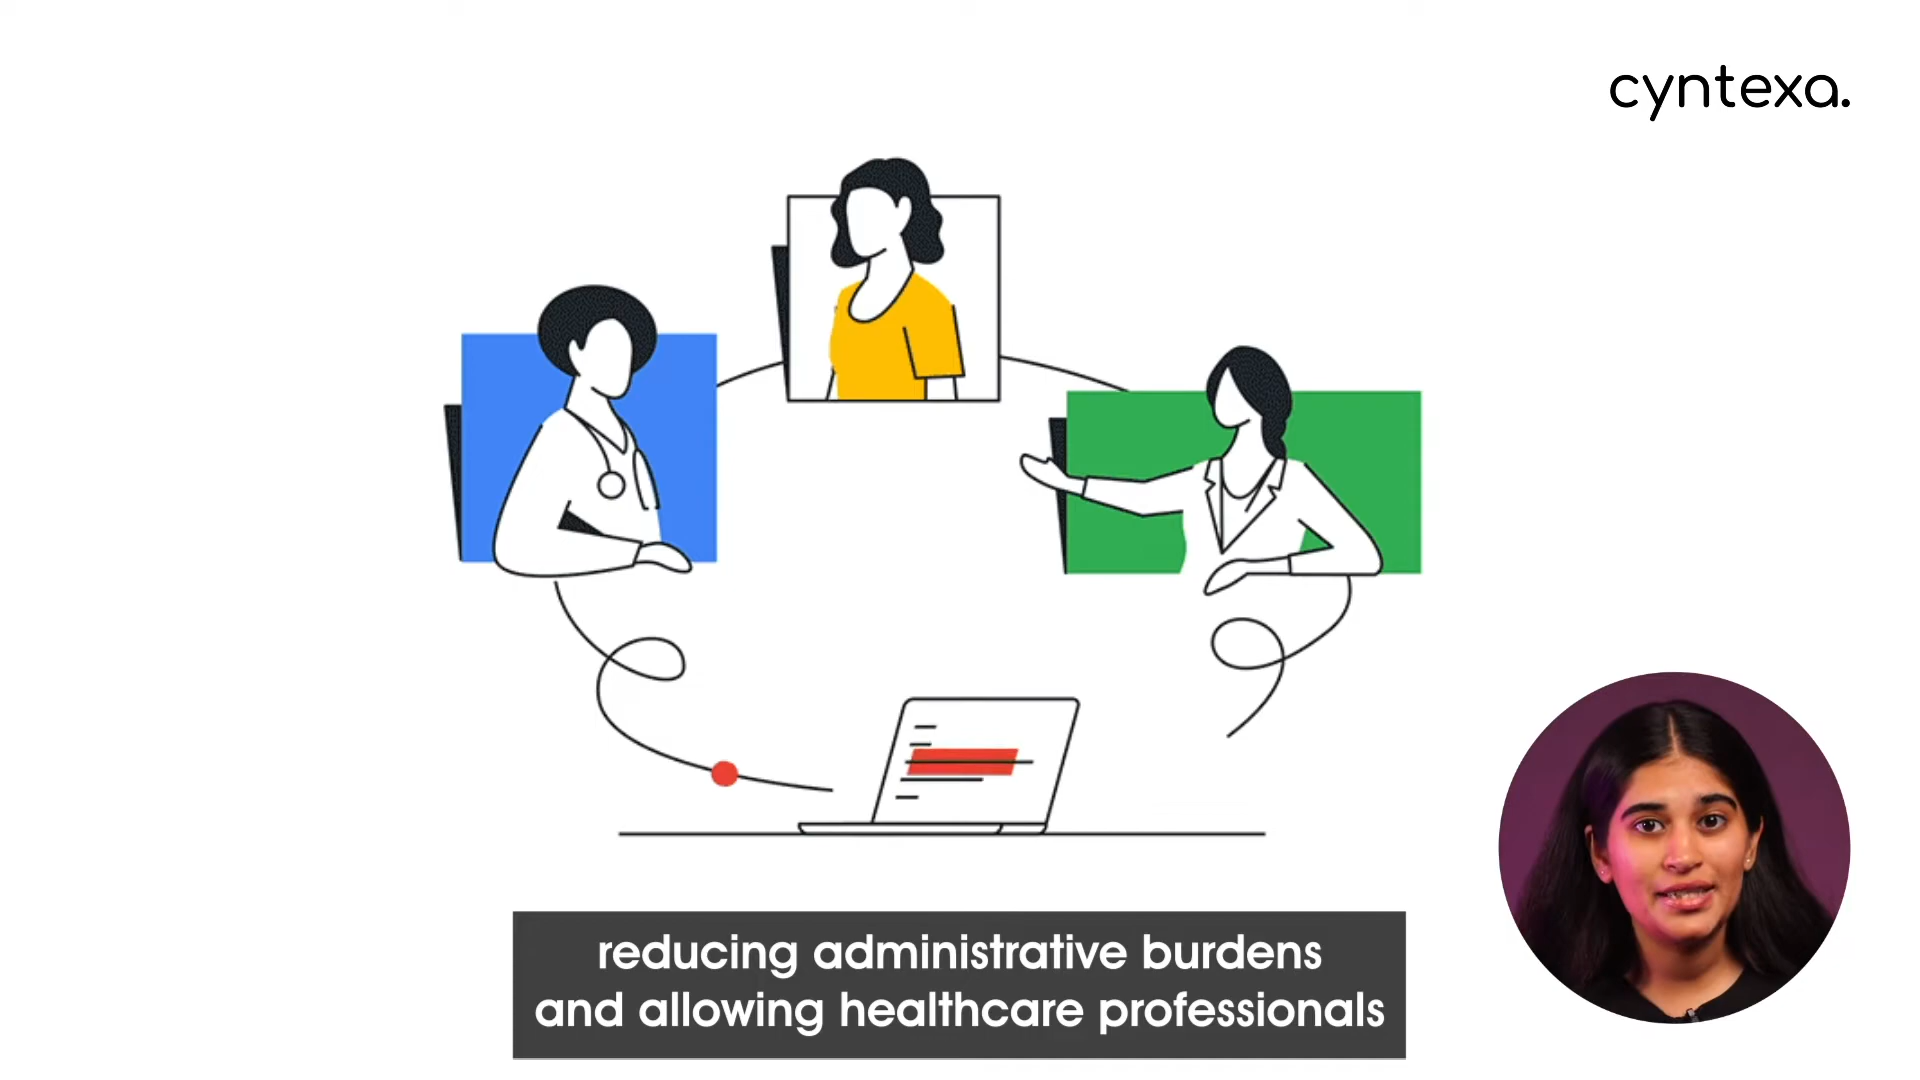 cyntexa.
reducing administrative burdens
and allowing healthcare professionals